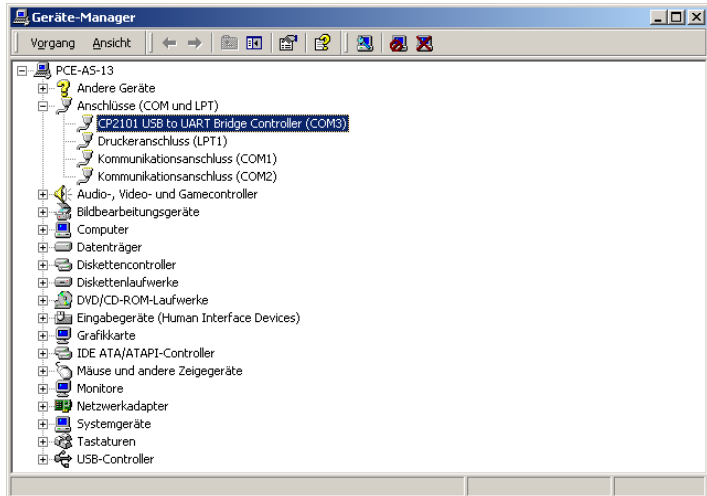 Geräte-Manager
Vorgang Ansicht
PCE-AS-13
Andere Geräte
Anschlüsse (COM und LPT)
CP2101 USB to UART Bridge Controller (COM3)
Druckeranschluss (LPT1)
Kommunikationsanschluss (COM1)
Kommunikationsanschluss (COM2)
Audio-, Video- und Gamecontroller
Bildbearbeitungsgeräte
Computer
Datenträger
Diskettencontroller
Diskettenlaufwerke
DVD/CD-ROM-Laufwerke
Eingabegeräte (Human Interface Devices)
Grafikkarte
IDE ATA/ATAPI-Controller
Mäuse und andere Zeigegeräte
Monitore
Netzwerkadapter
Systemgeräte
Tastaturen
USB-Controller